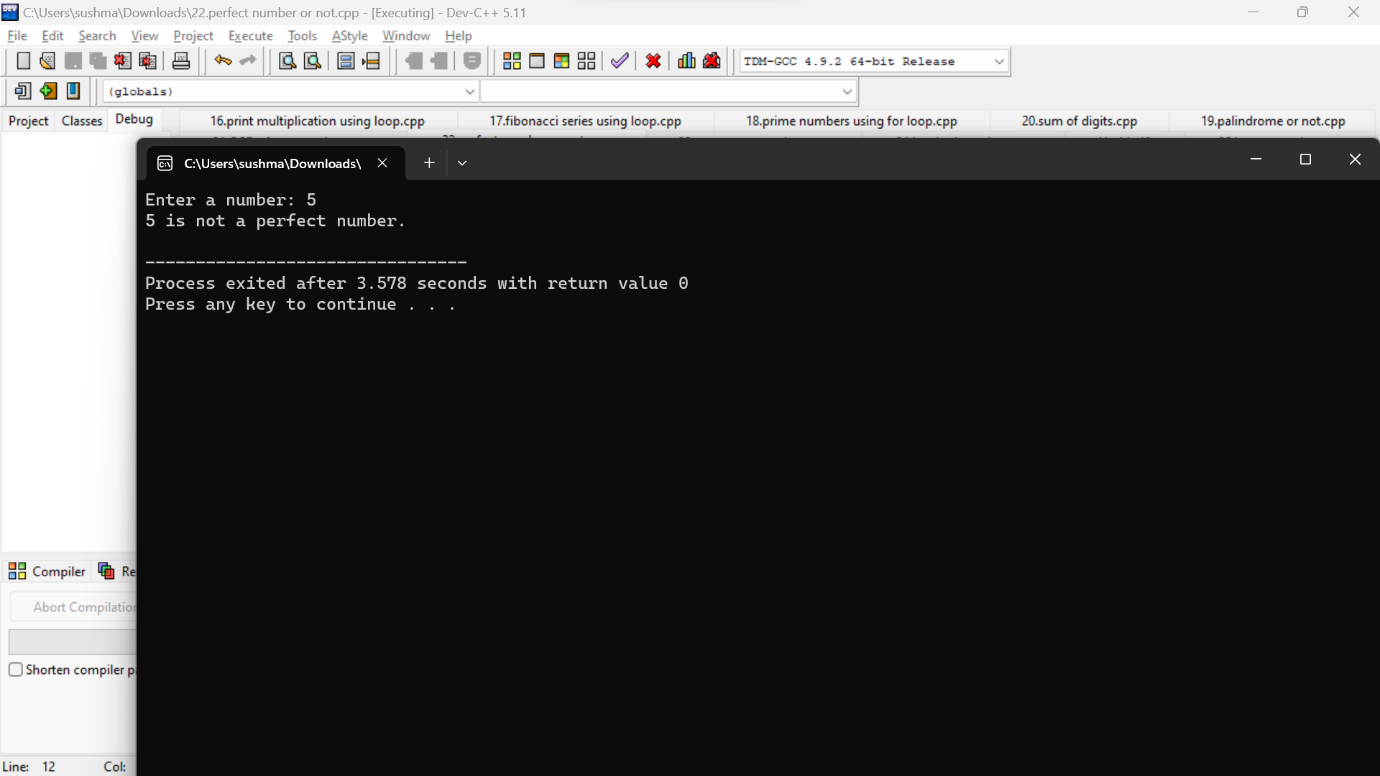 C:\Users\sushma\Downloads\22.perfect number or not.cpp - [Executing] - Dev-C++ 5.11
File Edit Search View Project Execute Tools AStyle Window Help
TDM-GCC 4.9.2 64-bit Release
(globals)
Project Classes Debug 16.print multiplication using loop.cpp 17.fibonacci series using loop.cpp 18.prime numbers using for loop.cpp 20.sum of digits.cpp 19.palindrome or not.cpp
C:\Users\sushma\Downloads\
Enter a number: 5
5 is not a perfect number.
--------------------------------
Process exited after 3.578 seconds with return value 0
Press any key to continue . . .
Compiler Re
Abort Compilation
Shorten compiler p
Line: 12 Col: